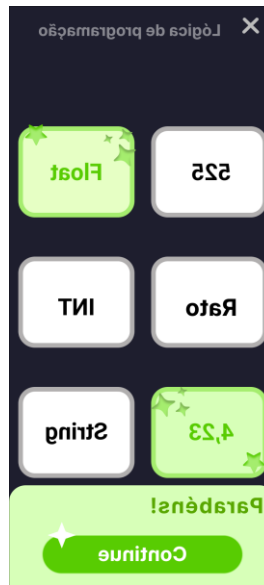 Lógica de programação
525
Float
Rato
INT
4,23
String
Parabéns!
Continue